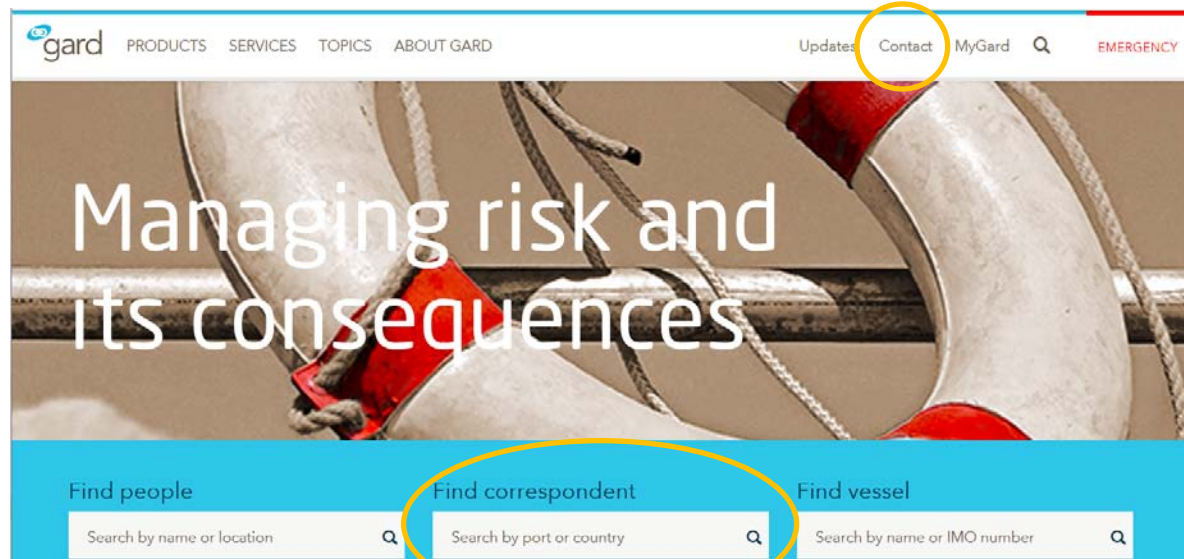 gard PRODUCTS SERVICES TOPICS ABOUT GARD Updates Contact MyGard EMERGENCY
Managing risk and
its consequences
Find people Find correspondent Find vessel
Search by name or location Search by port or country Search by name or IMO number